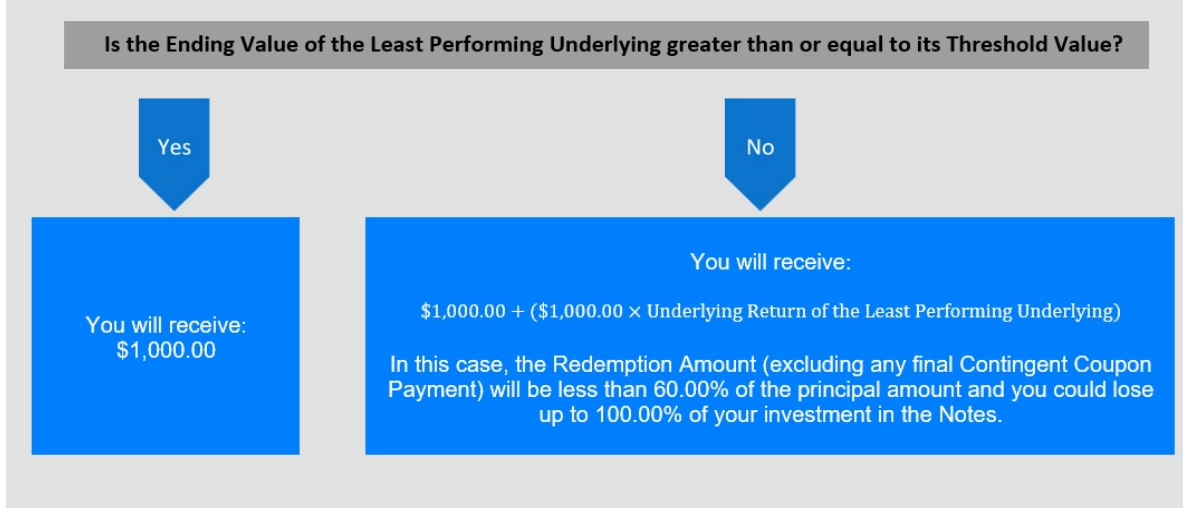 Is the Ending Value of the Least Performing Underlying greater than or equal to its Threshold Value?
Yes
No
You will receive:
$1,000.00
You will receive:
$1,000.00 + ($1,000.00 × Underlying Return of the Least Performing Underlying)
In this case, the Redemption Amount (excluding any final Contingent Coupon
Payment) will be less than 60.00% of the principal amount and you could lose
up to 100.00% of your investment in the Notes.